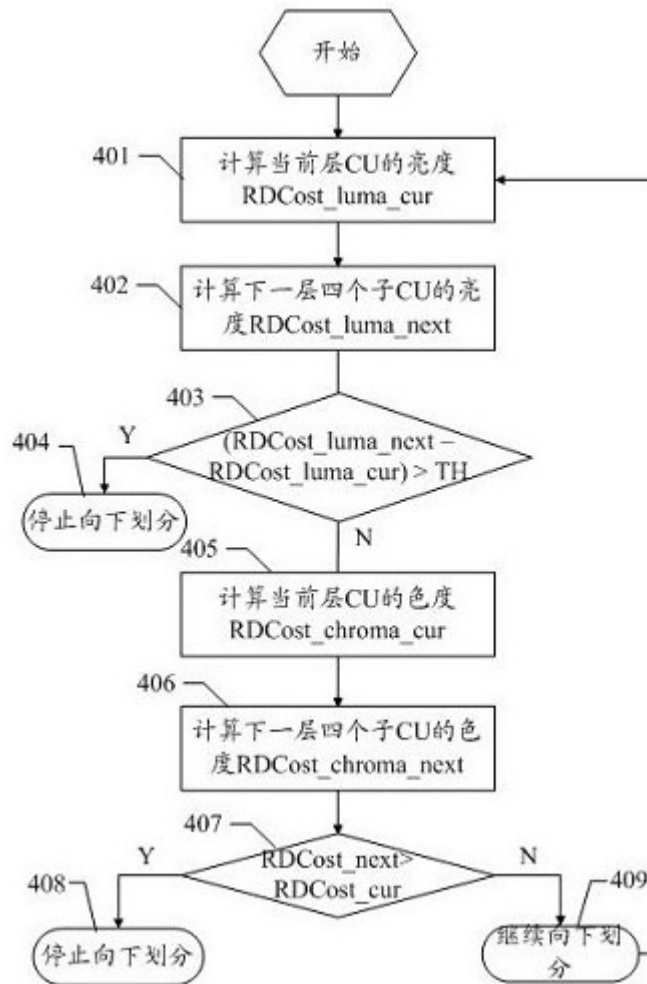 开始
401
计算当前层CU的亮度
RDCost_luma_cur
402
计算下一层四个子CU的亮
度RDCost_luma_next
403
404
Y
(RDCost_luma_next –
RDCost_luma_cur) > TH
停止向下划分
N
405
计算当前层CU的色度
RDCost_chroma_cur
406
计算下一层四个子CU的色
度RDCost_chroma_next
407
Y
RDCost_next>
RDCost_cur
N
408
409
停止向下划分
继续向下划
分